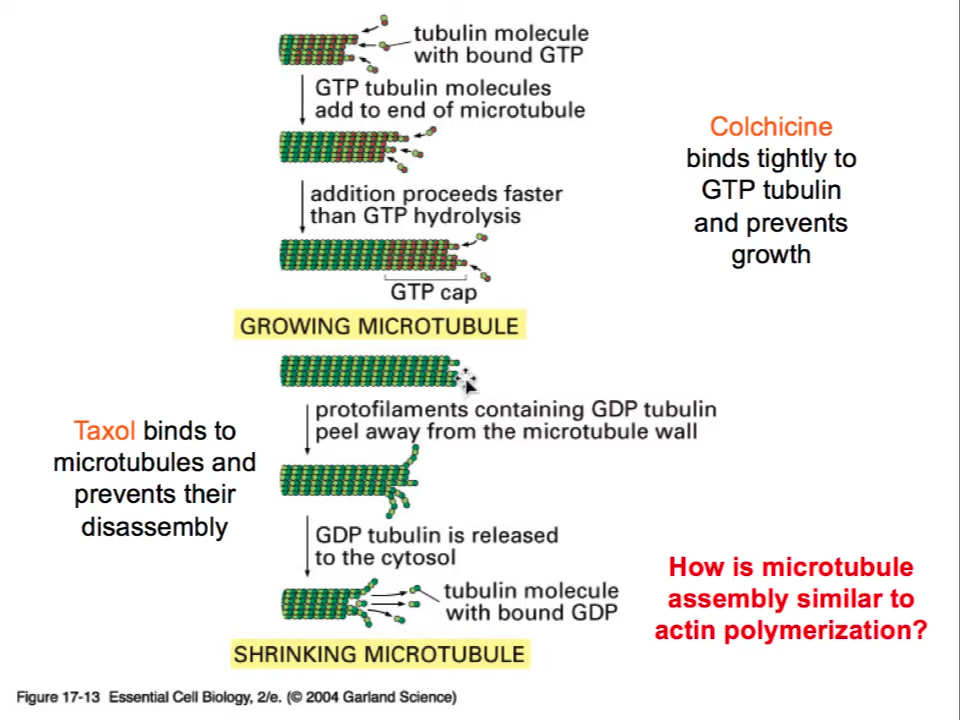 tubulin molecule
with bound GTP
GTP tubulin molecules
add to end of microtubule
Colchicine
binds tightly to
GTP tubulin
and prevents
growth
addition proceeds faster
than GTP hydrolysis
GTP cap
GROWING MICROTUBULE
protofilaments containing GDP tubulin
peel away from the microtubule wall
Taxol binds to
microtubules and
prevents their
disassembly
GDP tubulin is released
to the cytosol
tubulin molecule
with bound GDP
How is microtubule
assembly similar to
actin polymerization?
SHRINKING MICROTUBULE
Figure 17-13 Essential Cell Biology, 2/e. (© 2004 Garland Science)